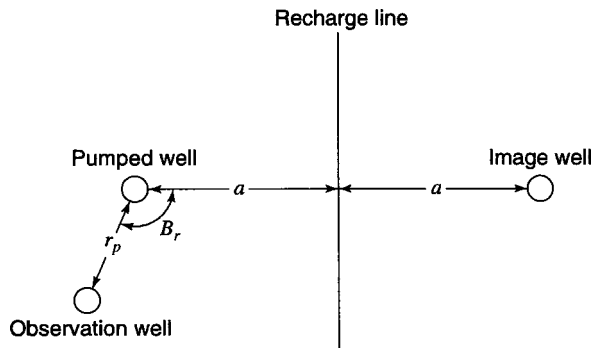 Recharge line
Pumped well
Image well
a
a
B_r
r_p
Observation well